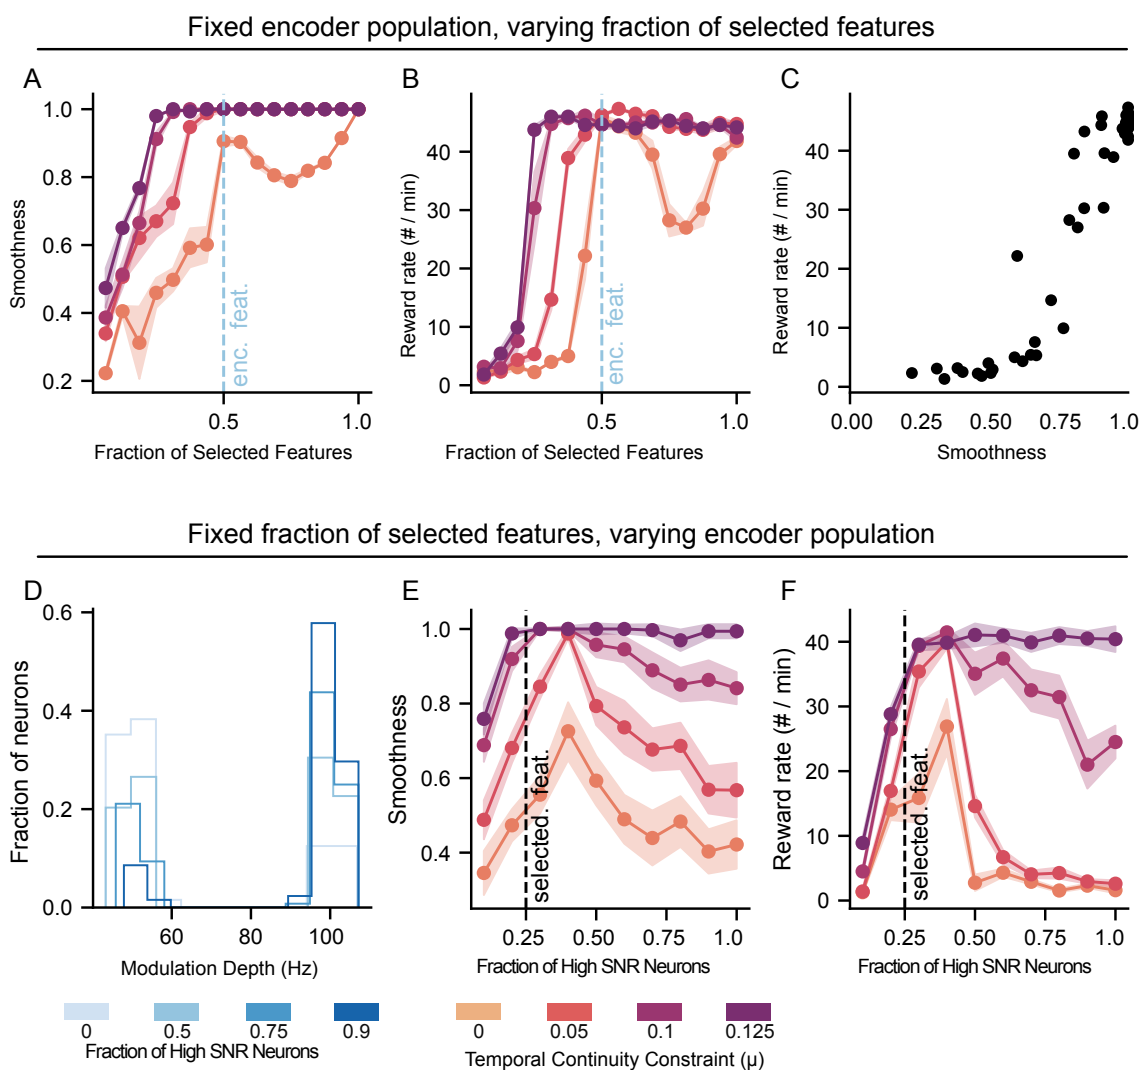 Fixed encoder population, varying fraction of selected features
A
B
C
Smoothness
1.0
0.8
0.6
0.4
0.2
enc. feat.
0.5
1.0
Fraction of Selected Features
Reward rate (# / min)
40
30
20
10
0
enc. feat.
0.5
1.0
Fraction of Selected Features
Reward rate (# / min)
40
30
20
10
0
0.00
0.25
0.50
0.75
1.0
Smoothness
Fixed fraction of selected features, varying encoder population
D
E
F
Fraction of neurons
0.6
0.4
0.2
0.0
60
80
100
Modulation Depth (Hz)
Smoothness
1.0
0.8
0.6
0.4
selected. feat.
0.25
0.50
0.75
1.0
Fraction of High SNR Neurons
Reward rate (# / min)
40
30
20
10
0
selected. feat.
0.25
0.50
0.75
1.0
Fraction of High SNR Neurons
0
0.5
0.75
0.9
Fraction of High SNR Neurons
0
0.05
0.1
0.125
Temporal Continuity Constraint (μ)